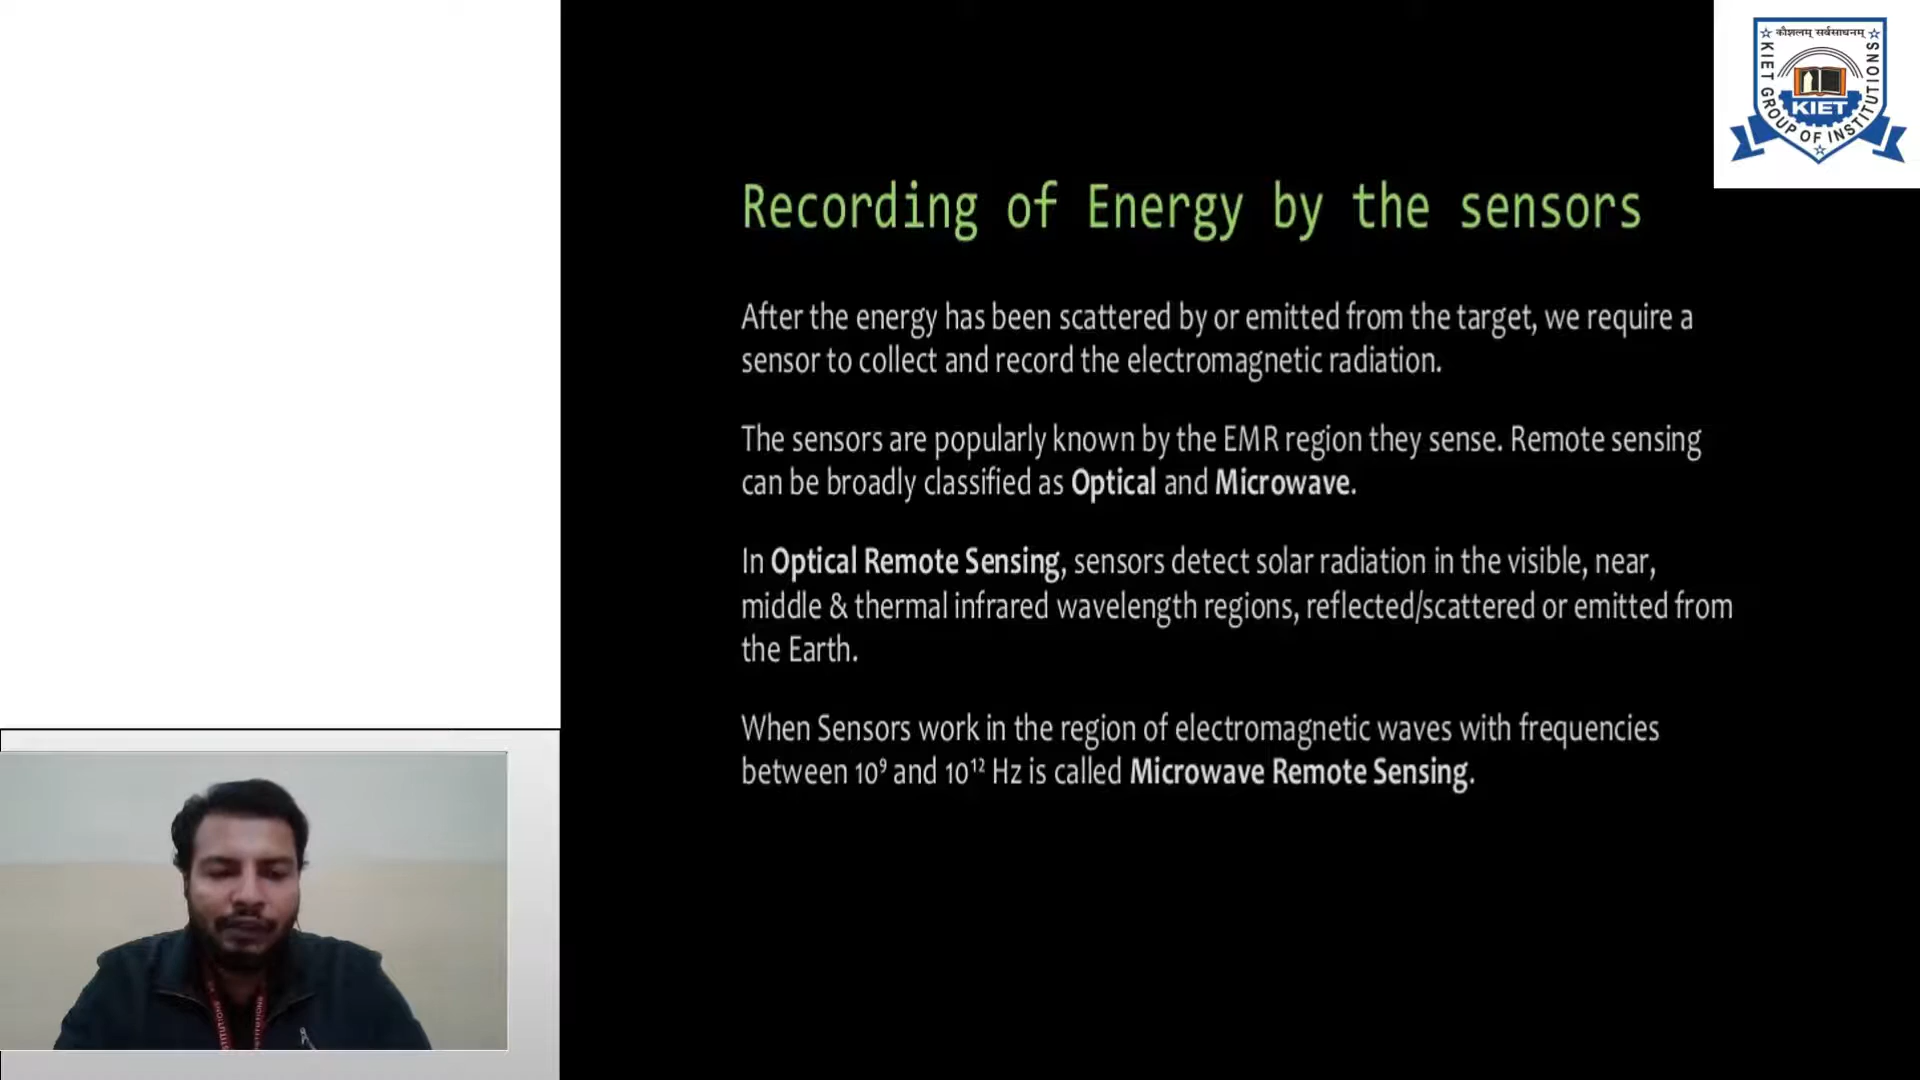 कौशलम् सर्वसाधनम्
KIET GROUP OF INSTITUTIONS
KIET
Recording of Energy by the sensors
After the energy has been scattered by or emitted from the target, we require a
sensor to collect and record the electromagnetic radiation.
The sensors are popularly known by the EMR region they sense. Remote sensing
can be broadly classified as Optical and Microwave.
In Optical Remote Sensing, sensors detect solar radiation in the visible, near,
middle & thermal infrared wavelength regions, reflected/scattered or emitted from
the Earth.
When Sensors work in the region of electromagnetic waves with frequencies
between 10⁹ and 10¹² Hz is called Microwave Remote Sensing.